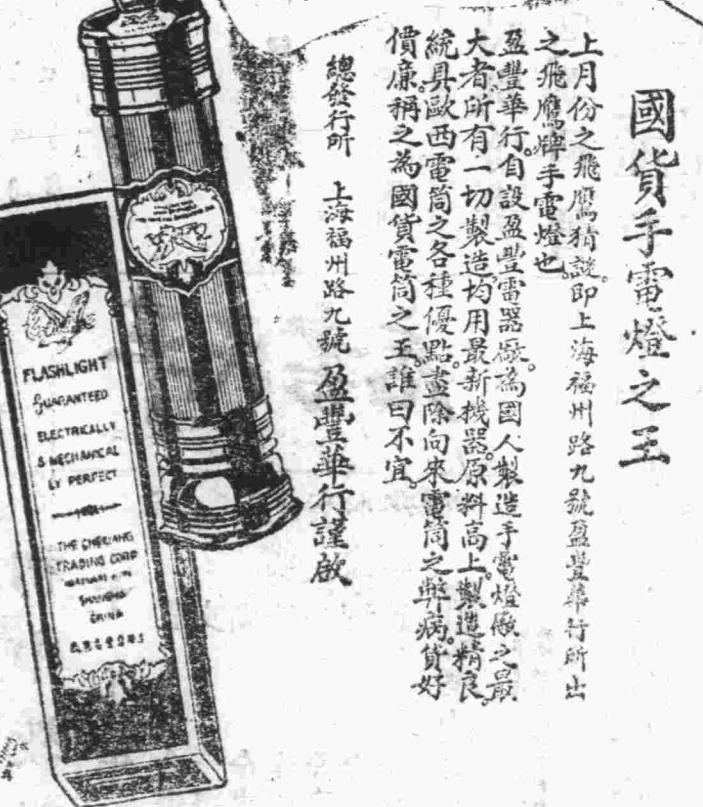 國貨手電燈之王
上月份之飛鷹猜謎。即上海福州路九號盈豐華行所出
之飛鷹牌手電燈也。
盈豐華行。自設盈豐電器廠。為國人製造手電燈廠之最
大者。所有一切製造均用最新機器。原料高上。製造精良。
統具歐西電筒之各種優點。盡除向來電筒之弊病。貨好
價廉。稱之為國貨電筒之王。誰曰不宜。
總發行所 上海福州路九號 盈豐華行謹啟
FLASHLIGHT
GUARANTEED
ELECTRICALLY
& MECHANICAL
LY PERFECT
THE CHEKIANG
TRADING CORP
SHANGHAI
CHINA